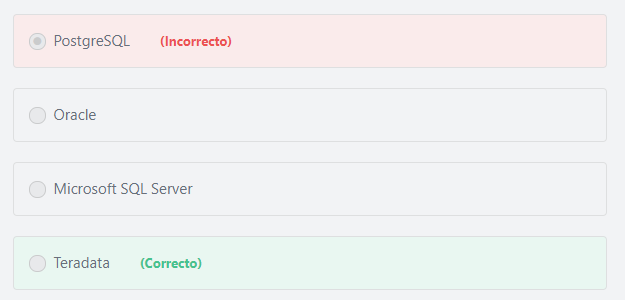 PostgreSQL (Incorrecto)
Oracle
Microsoft SQL Server
Teradata (Correcto)